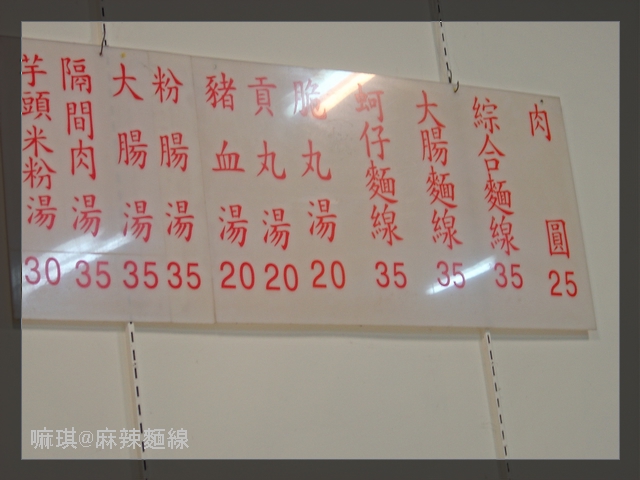 肉圓 25
綜合麵線 35
大腸麵線 35
蚵仔麵線 35
脆丸湯 20
貢丸湯 20
豬血湯 20
粉腸湯 35
大腸湯 35
隔間肉湯 35
芋頭米粉湯 30
嘛琪@麻辣麵線